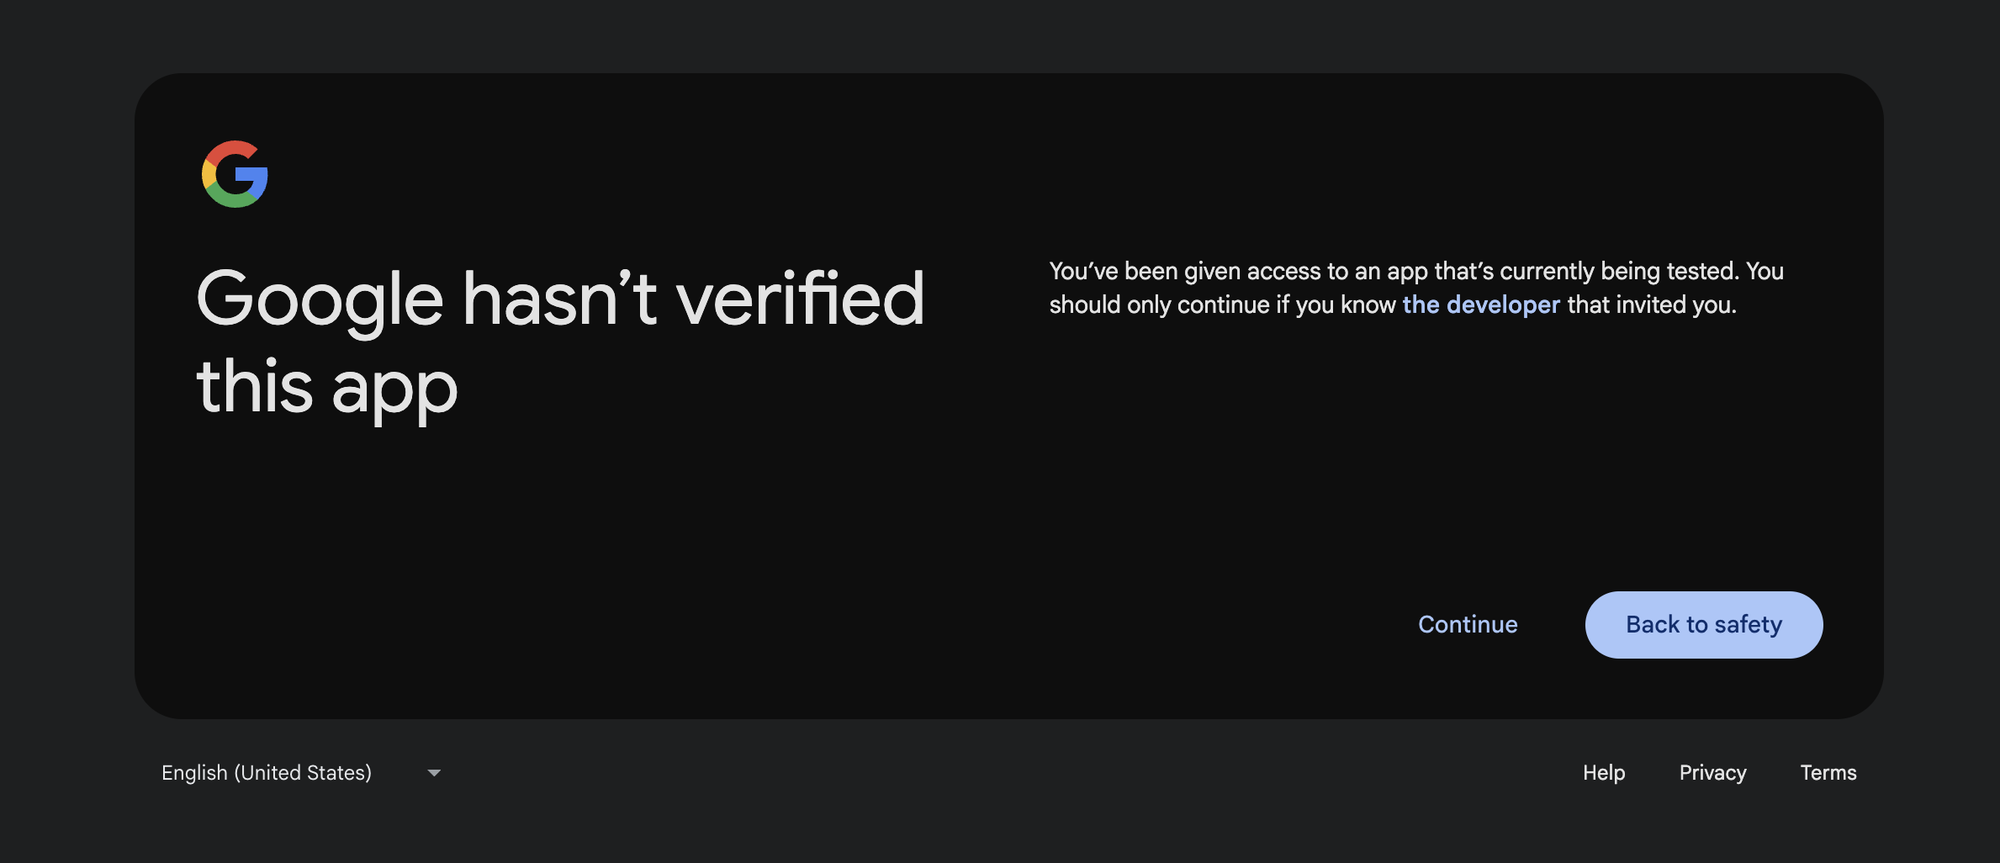 Google hasn’t verified
this app
You’ve been given access to an app that’s currently being tested. You
should only continue if you know the developer that invited you.
Continue
Back to safety
English (United States)
Help
Privacy
Terms